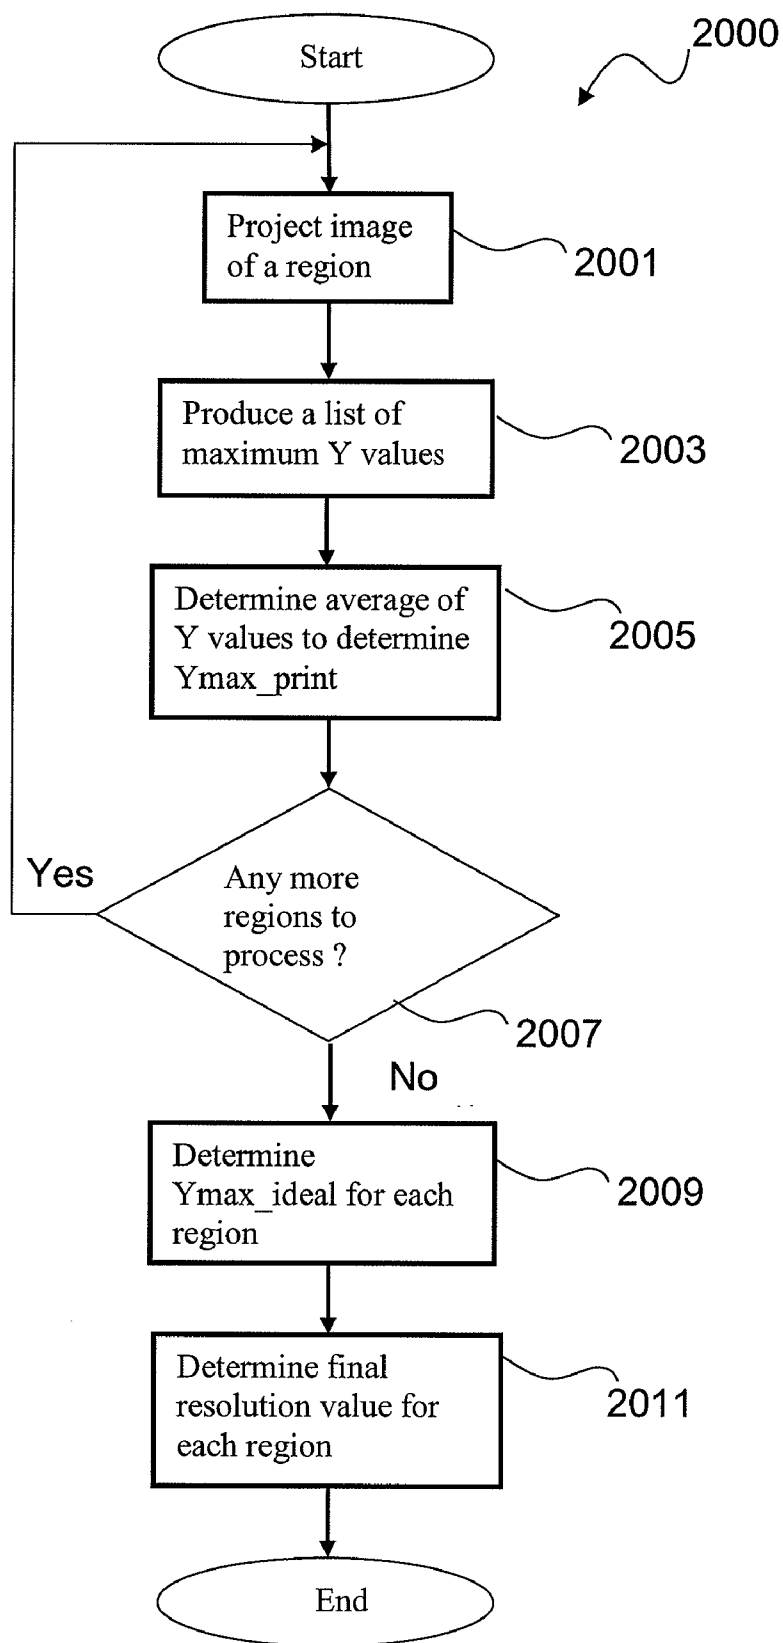 Start
2000
Project image
of a region
2001
Produce a list of
maximum Y values
2003
Determine average of
Y values to determine
Ymax_print
2005
Yes
Any more
regions to
process ?
2007
No
Determine
Ymax_ideal for each
region
2009
Determine final
resolution value for
each region
2011
End